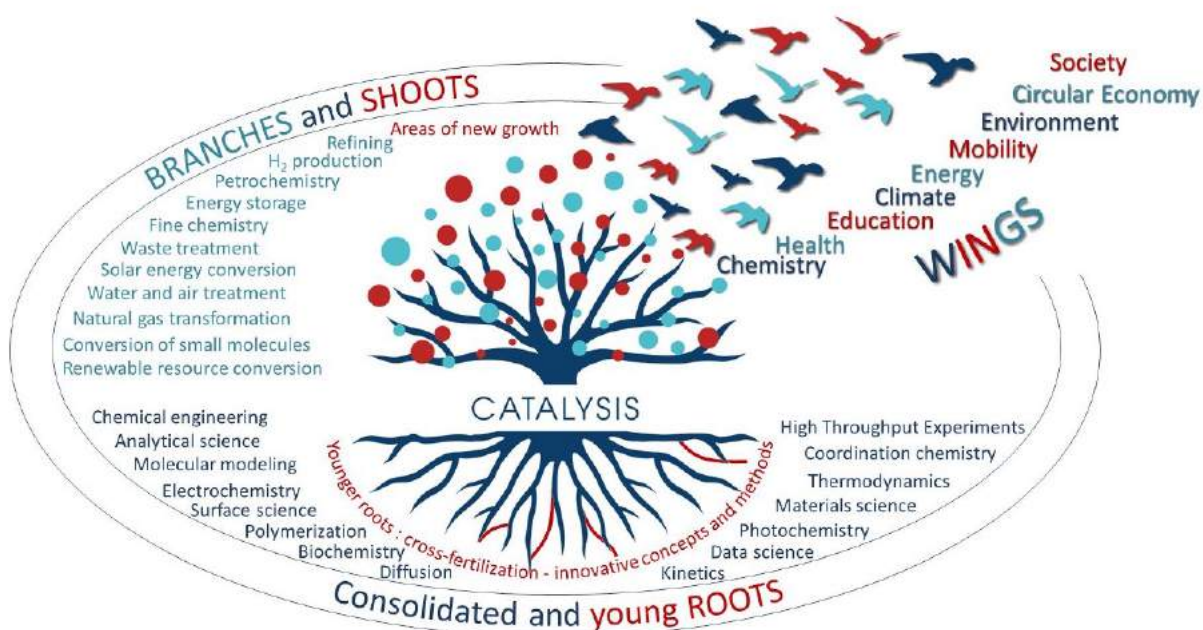 BRANCHES and SHOOTS
Areas of new growth
Refining
H₂ production
Petrochemistry
Energy storage
Fine chemistry
Waste treatment
Solar energy conversion
Water and air treatment
Natural gas transformation
Conversion of small molecules
Renewable resource conversion
Society
Circular Economy
Environment
Mobility
Energy
Climate
Education
Health
Chemistry
WINGS
CATALYSIS
Chemical engineering
Analytical science
Molecular modeling
Electrochemistry
Surface science
Polymerization
Biochemistry
Diffusion
Younger roots : cross-fertilization - innovative concepts and methods
High Throughput Experiments
Coordination chemistry
Thermodynamics
Materials science
Photochemistry
Data science
Kinetics
Consolidated and young ROOTS